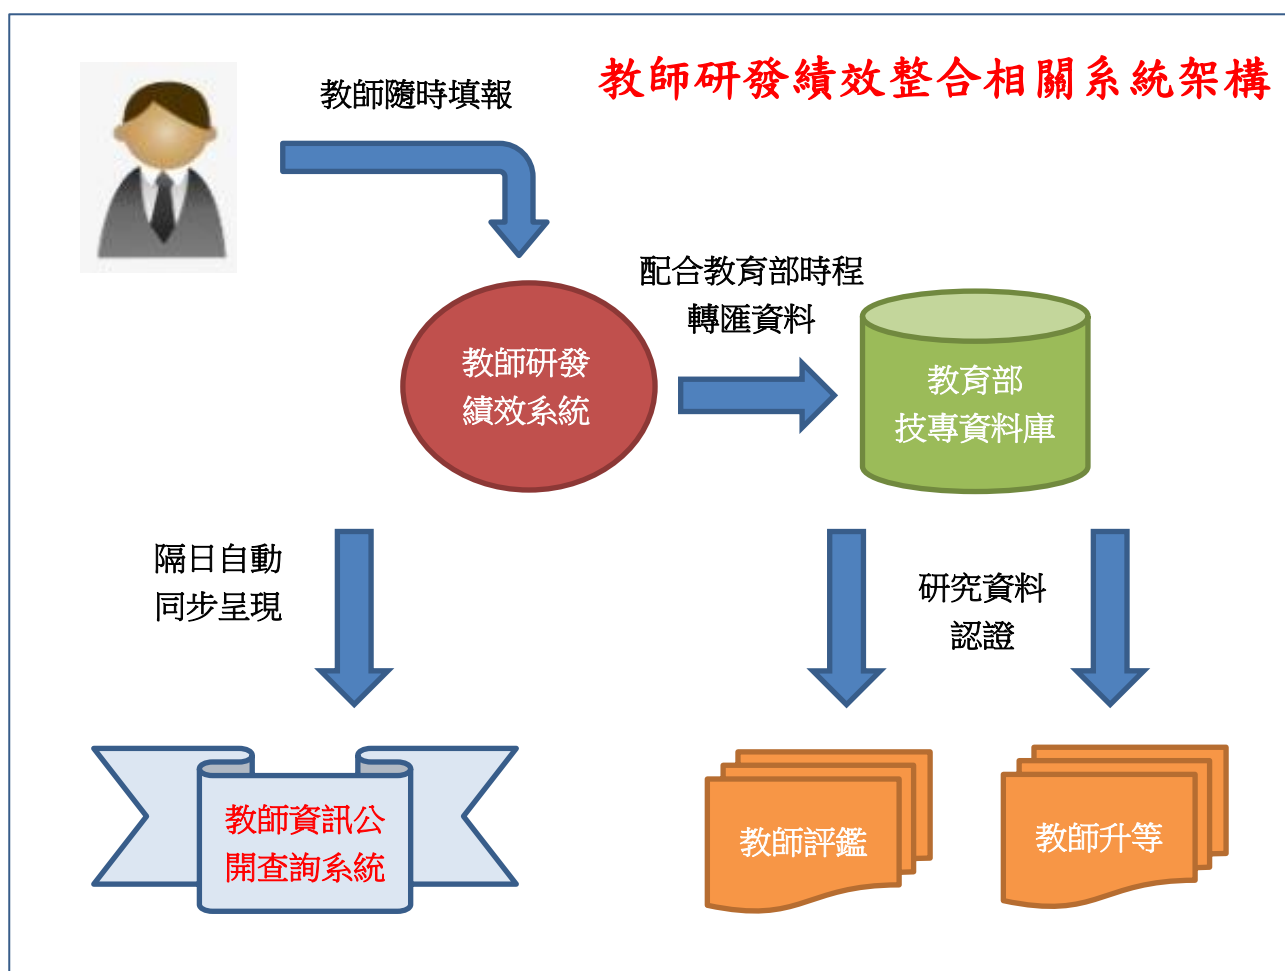 教師研發績效整合相關系統架構
教師隨時填報
配合教育部時程
轉匯資料
教師研發
績效系統
教育部
技專資料庫
隔日自動
同步呈現
研究資料
認證
教師資訊公
開查詢系統
教師評鑑
教師升等